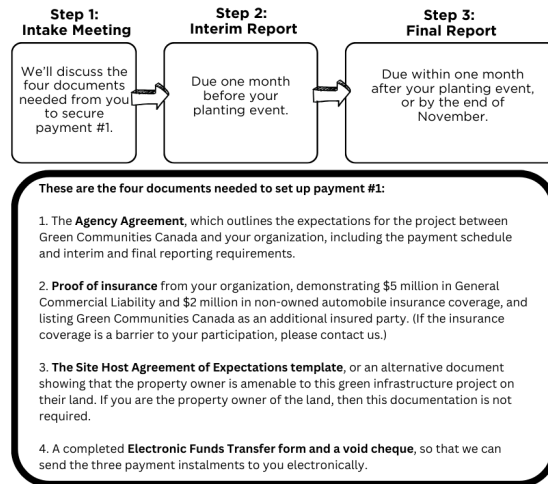 Step 1:
Intake Meeting
We'll discuss the
four documents
needed from you
to secure
payment #1.
Step 2:
Interim Report
Due one month
before your
planting event.
Step 3:
Final Report
Due within one month
after your planting event,
or by the end of
November.
These are the four documents needed to set up payment #1:
1. The Agency Agreement, which outlines the expectations for the project between
Green Communities Canada and your organization, including the payment schedule
and interim and final reporting requirements.
2. Proof of insurance from your organization, demonstrating $5 million in General
Commercial Liability and $2 million in non-owned automobile insurance coverage, and
listing Green Communities Canada as an additional insured party. (If the insurance
coverage is a barrier to your participation, please contact us.)
3. The Site Host Agreement of Expectations template, or an alternative document
showing that the property owner is amenable to this green infrastructure project on
their land. If you are the property owner of the land, then this documentation is not
required.
4. A completed Electronic Funds Transfer form and a void cheque, so that we can
send the three payment instalments to you electronically.